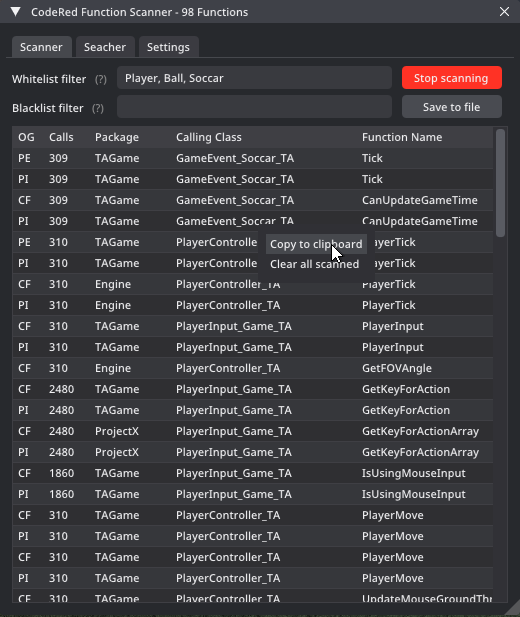 CodeRed Function Scanner - 98 Functions
Scanner Seacher Settings
Whitelist filter (?) Player, Ball, Soccar Stop scanning
Blacklist filter (?) Save to file
OG Calls Package Calling Class Function Name
PE 309 TAGame GameEvent_Soccar_TA Tick
PI 309 TAGame GameEvent_Soccar_TA Tick
CF 309 TAGame GameEvent_Soccar_TA CanUpdateGameTime
PI 309 TAGame GameEvent_Soccar_TA CanUpdateGameTime
PE 310 TAGame PlayerControlle Copy to clipboard ayerTick
PI 310 TAGame PlayerControlle Clear all scanned ayerTick
CF 310 Engine PlayerController_TA PlayerTick
PI 310 Engine PlayerController_TA PlayerTick
CF 310 TAGame PlayerInput_Game_TA PlayerInput
PI 310 TAGame PlayerInput_Game_TA PlayerInput
CF 310 Engine PlayerController_TA GetFOVAngle
CF 2480 TAGame PlayerInput_Game_TA GetKeyForAction
PI 2480 TAGame PlayerInput_Game_TA GetKeyForAction
CF 2480 ProjectX PlayerInput_Game_TA GetKeyForActionArray
PI 2480 ProjectX PlayerInput_Game_TA GetKeyForActionArray
CF 1860 TAGame PlayerInput_Game_TA IsUsingMouseInput
PI 1860 TAGame PlayerInput_Game_TA IsUsingMouseInput
CF 310 TAGame PlayerController_TA PlayerMove
PI 310 TAGame PlayerController_TA PlayerMove
CF 310 TAGame PlayerController_TA PlayerMove
PI 310 TAGame PlayerController_TA PlayerMove
CF 310 TAGame PlayerController_TA UpdateMouseGroundThr